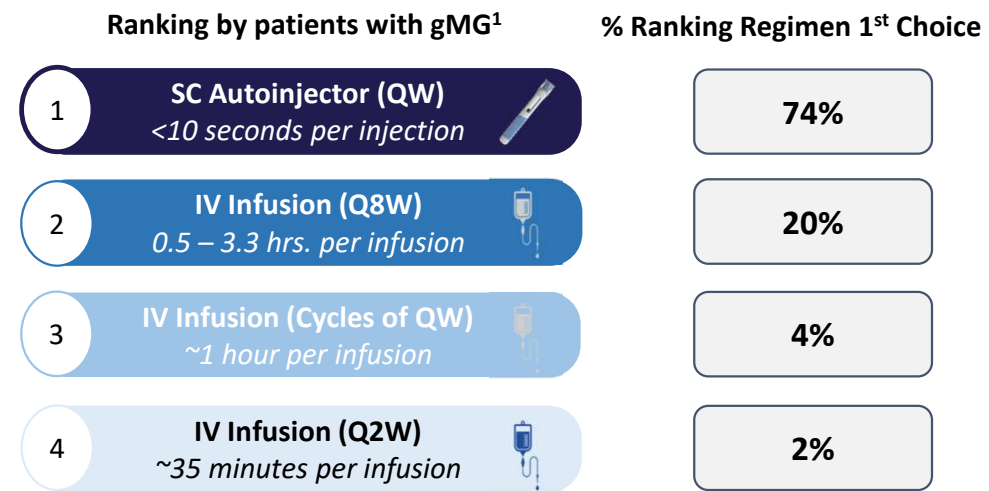 Ranking by patients with gMG¹
% Ranking Regimen 1ˢᵗ Choice
1
SC Autoinjector (QW)
<10 seconds per injection
74%
2
IV Infusion (Q8W)
0.5 – 3.3 hrs. per infusion
20%
3
IV Infusion (Cycles of QW)
~1 hour per infusion
4%
4
IV Infusion (Q2W)
~35 minutes per infusion
2%